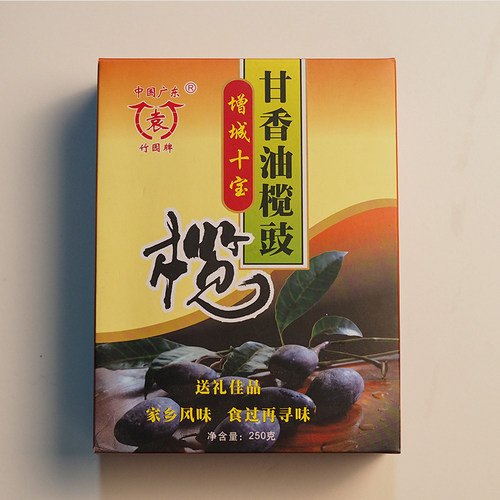 中国广东®
袁
竹园牌
增城十宝
甘香油榄豉
榄
送礼佳品
家乡风味 食过再寻味
净含量：250克